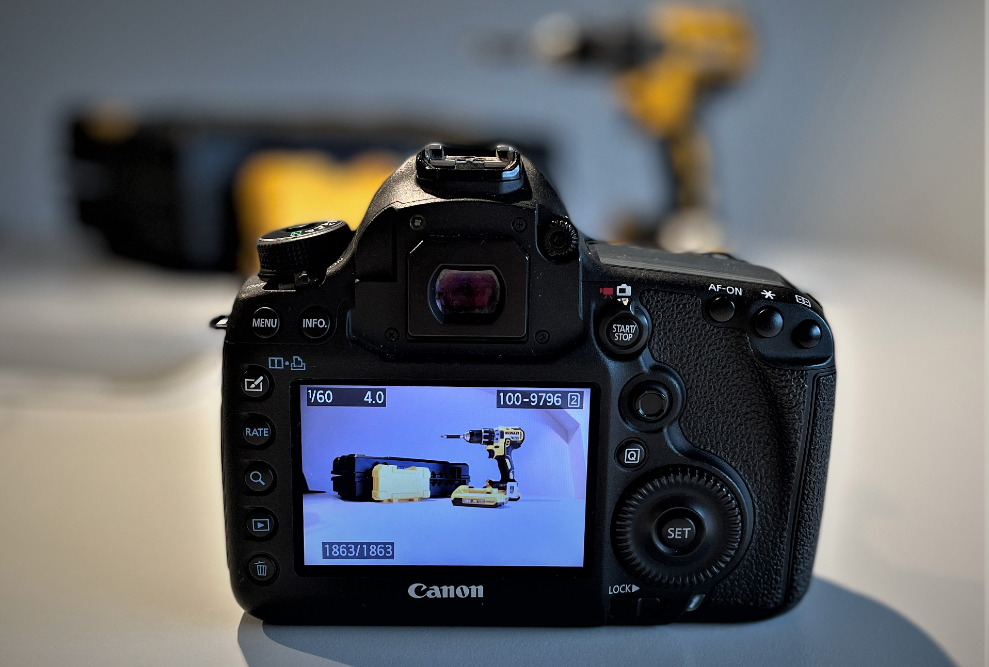 AF-ON
MENU
INFO.
START/
STOP
1/60 4.0 100-9796 2
RATE
Q
SET
1863/1863
LOCK
Canon